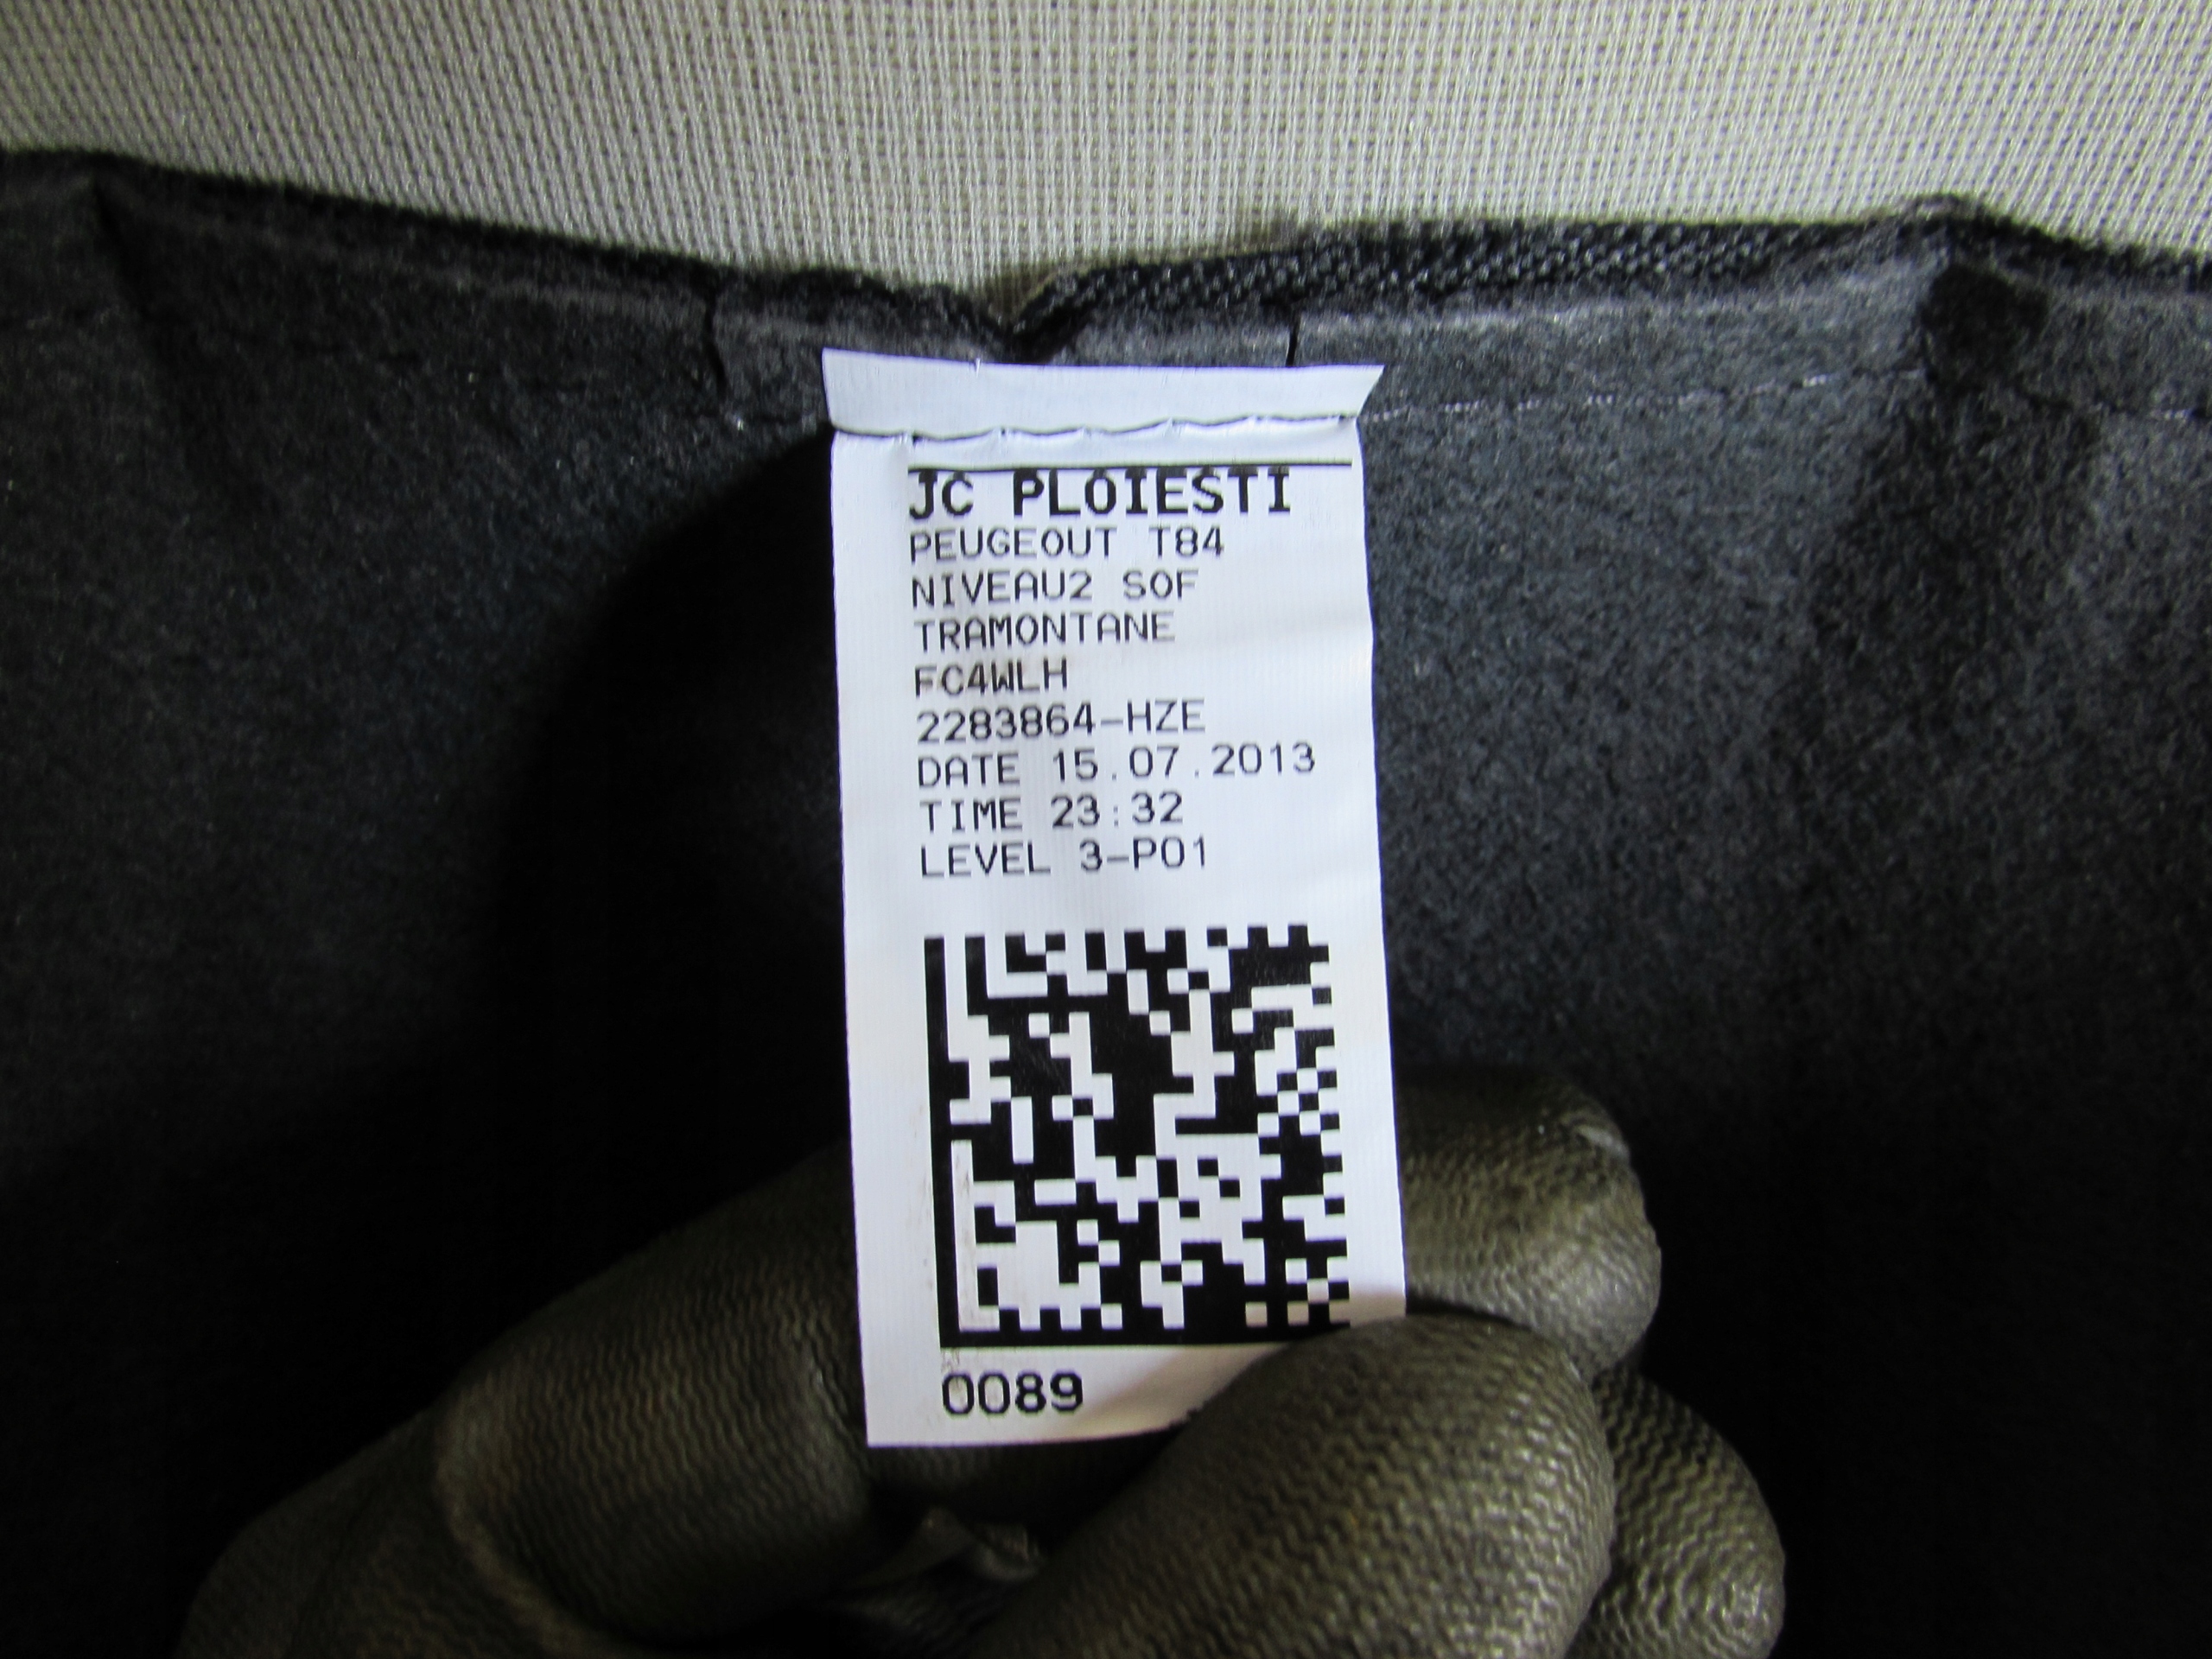 JC PLOIESTI
PEUGEOUT T84
NIVEAU2 SOF
TRAMONTANE
FC4WLH
2283864-HZE
DATE 15.07.2013
TIME 23:32
LEVEL 3-P01
0089